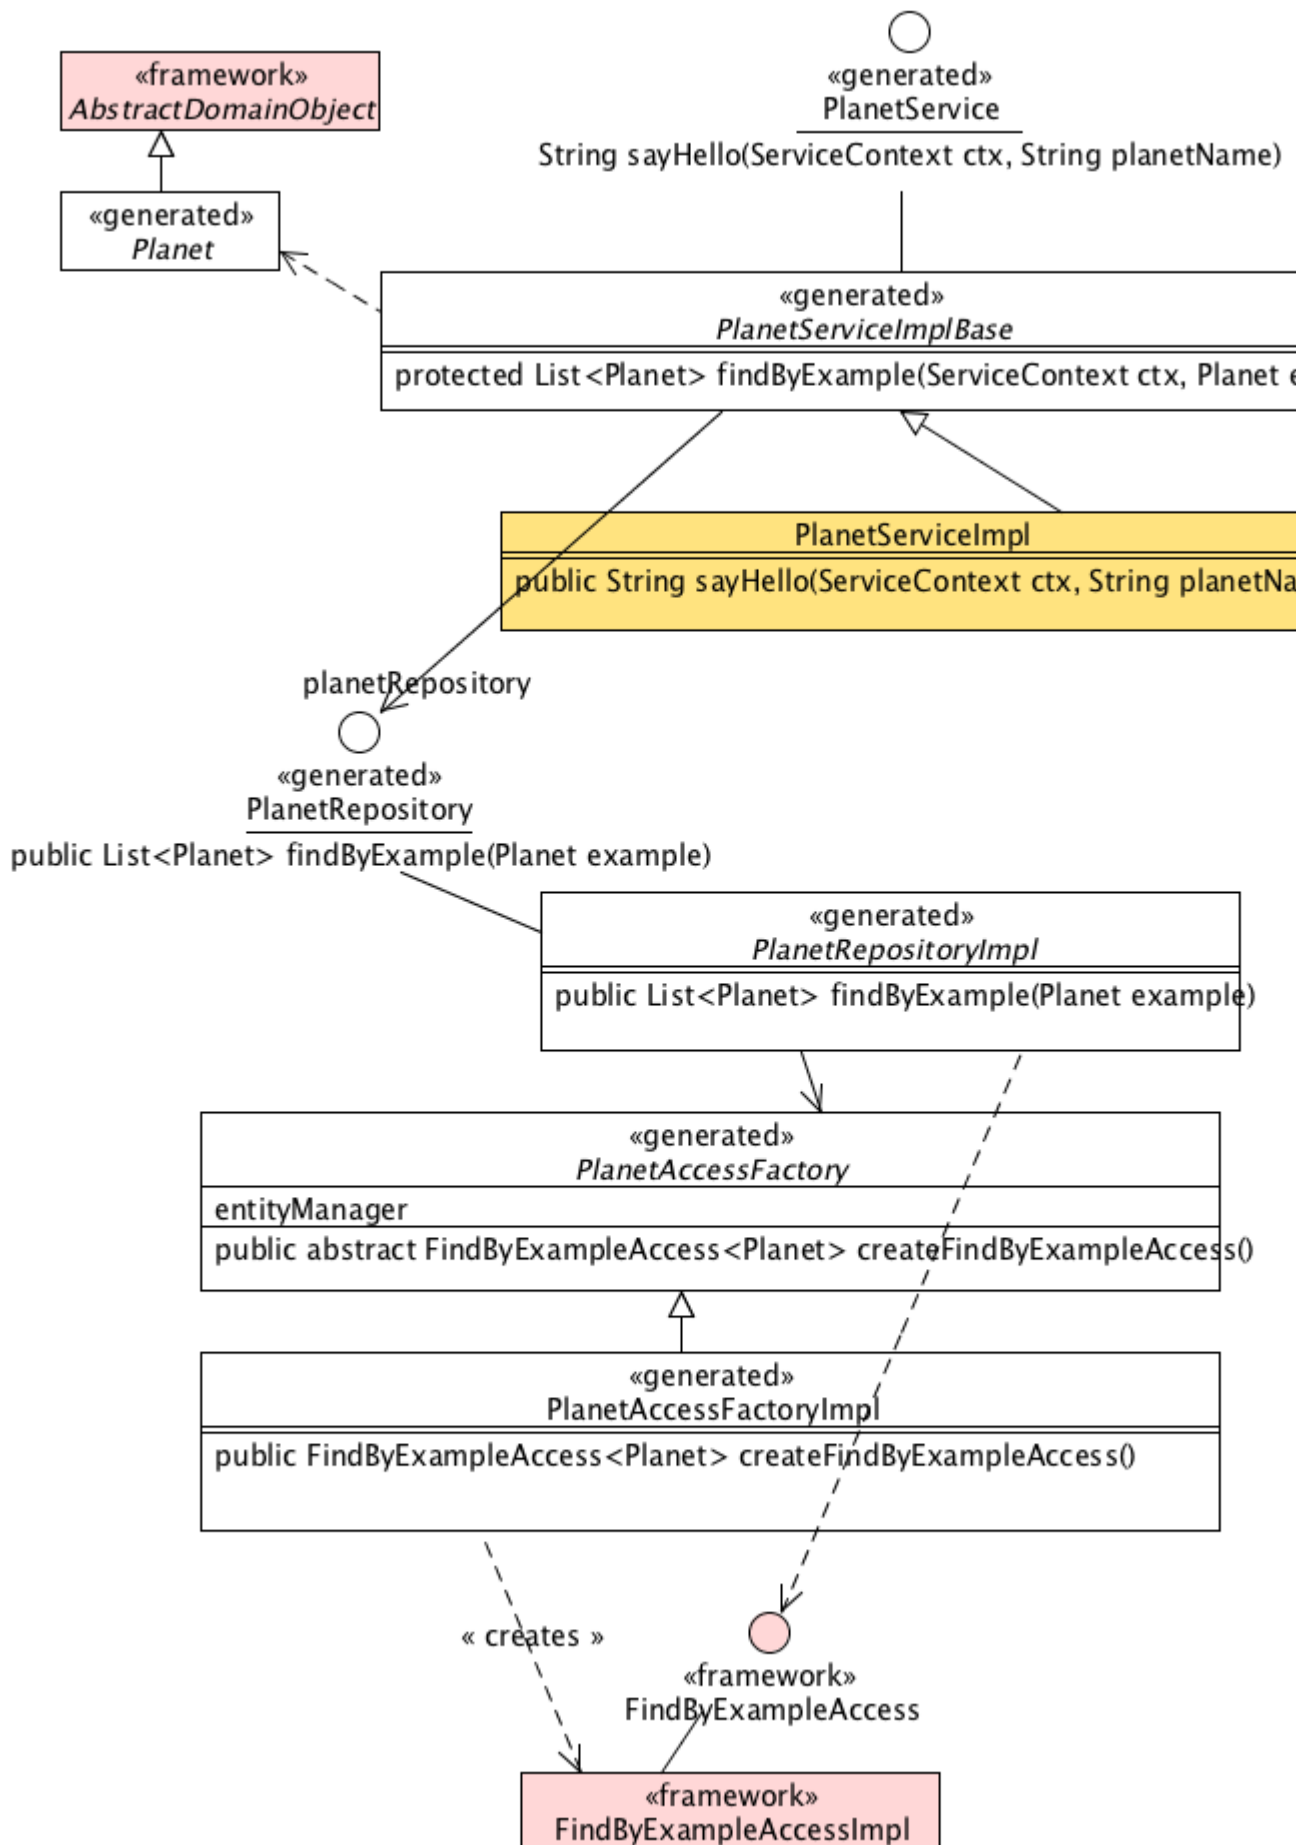 «framework»
AbstractDomainObject
«generated»
PlanetService
String sayHello(ServiceContext ctx, String planetName)
«generated»
Planet
«generated»
PlanetServiceImplBase
protected List<Planet> findByExample(ServiceContext ctx, Planet e
PlanetServiceImpl
public String sayHello(ServiceContext ctx, String planetNa
planetRepository
«generated»
PlanetRepository
public List<Planet> findByExample(Planet example)
«generated»
PlanetRepositoryImpl
public List<Planet> findByExample(Planet example)
«generated»
PlanetAccessFactory
entityManager
public abstract FindByExampleAccess<Planet> createFindByExampleAccess()
«generated»
PlanetAccessFactoryImpl
public FindByExampleAccess<Planet> createFindByExampleAccess()
« creates »
«framework»
FindByExampleAccess
«framework»
FindByExampleAccessImpl